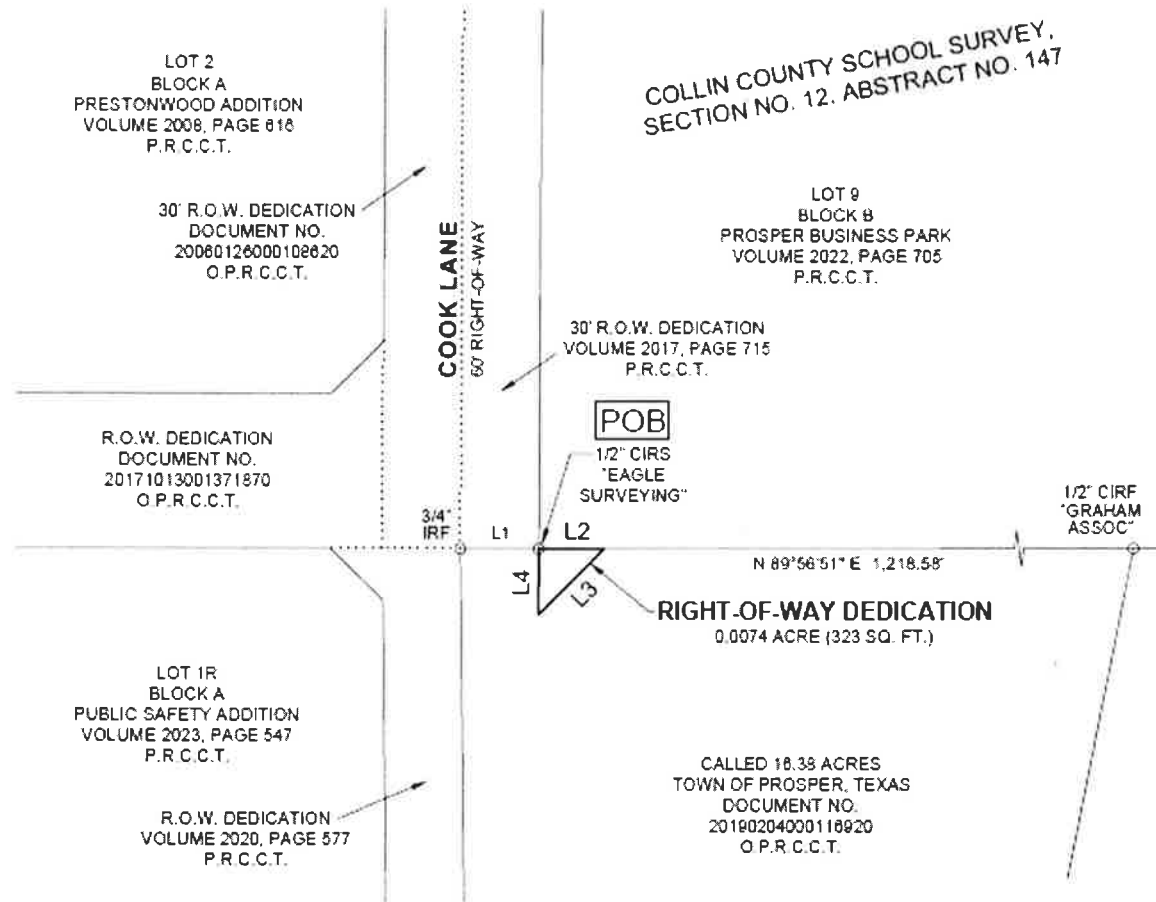 COLLIN COUNTY SCHOOL SURVEY,
SECTION NO. 12, ABSTRACT NO. 147
LOT 2
BLOCK A
PRESTONWOOD ADDITION
VOLUME 2008, PAGE 616
P.R.C.C.T.
30' R.O.W. DEDICATION
DOCUMENT NO.
20060126000108620
O.P.R.C.C.T.
COOK LANE
60' RIGHT-OF-WAY
LOT 9
BLOCK B
PROSPER BUSINESS PARK
VOLUME 2022, PAGE 705
P.R.C.C.T.
30' R.O.W. DEDICATION
VOLUME 2017, PAGE 715
P.R.C.C.T.
POB
1/2" CIRS
"EAGLE
SURVEYING"
R.O.W. DEDICATION
DOCUMENT NO.
20171013001371870
O.P.R.C.C.T.
3/4"
IRF
L1
L2
L3
L4
1/2" CIRF
"GRAHAM
ASSOC"
N 89°56'51" E 1,218.58'
RIGHT-OF-WAY DEDICATION
0.0074 ACRE (323 SQ. FT.)
LOT 1R
BLOCK A
PUBLIC SAFETY ADDITION
VOLUME 2023, PAGE 547
P.R.C.C.T.
R.O.W. DEDICATION
VOLUME 2020, PAGE 577
P.R.C.C.T.
CALLED 16.38 ACRES
TOWN OF PROSPER, TEXAS
DOCUMENT NO.
20190204000116920
O.P.R.C.C.T.